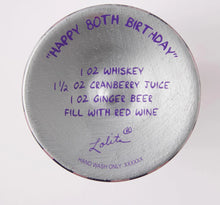 "HAPPY 80TH BIRTHDAY"
1 OZ WHISKEY
1 1/2 OZ CRANBERRY JUICE
1 OZ GINGER BEER
FILL WITH RED WINE
Lolita®
HAND WASH ONLY. XXXXXX